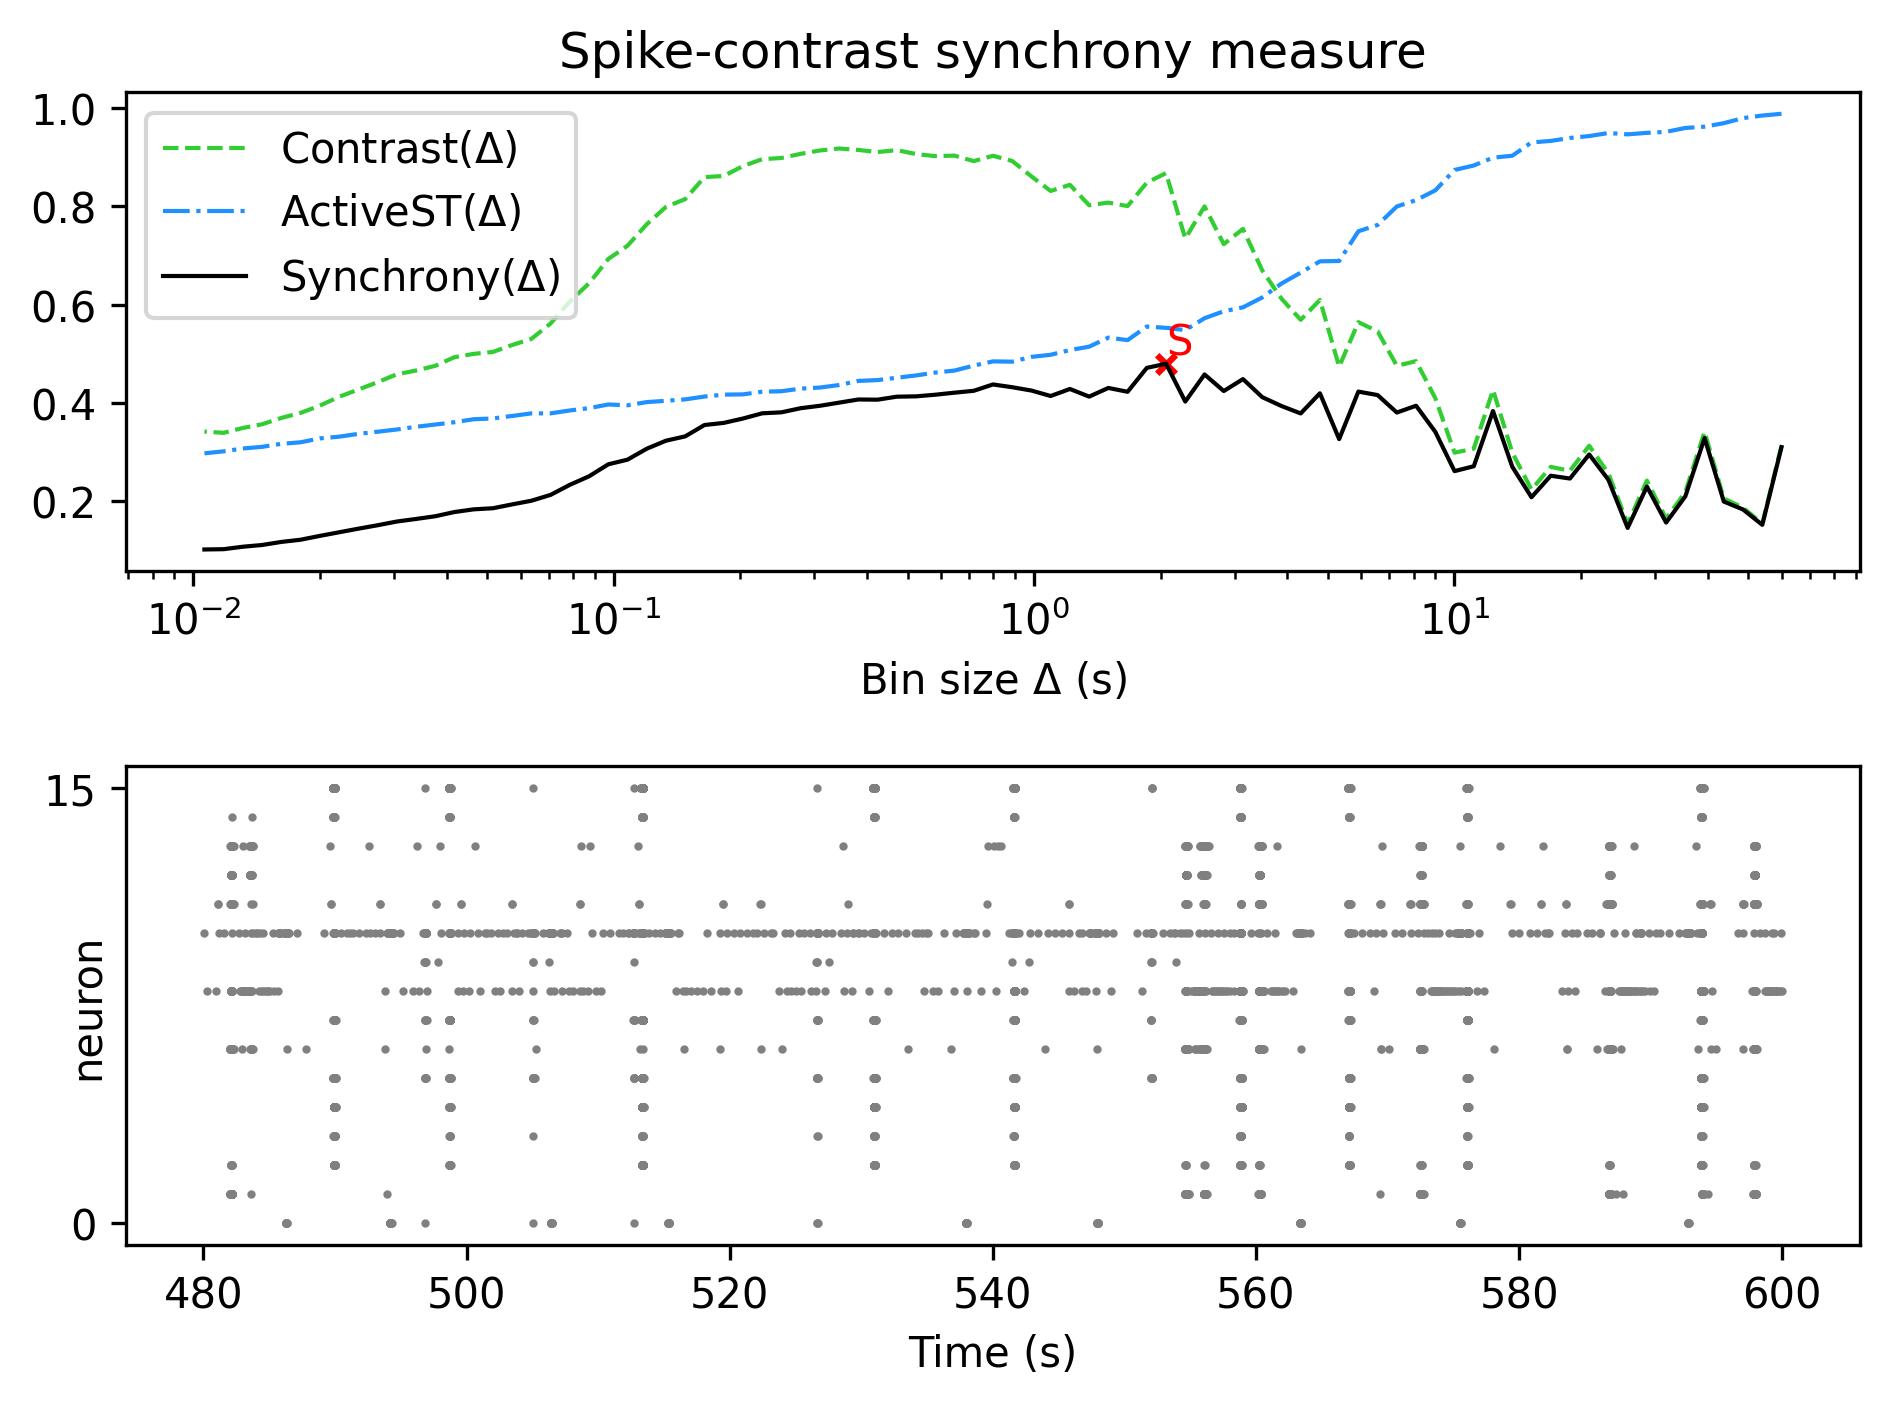 Spike-contrast synchrony measure
1.0
0.8
0.6
0.4
0.2
Contrast(Δ)
ActiveST(Δ)
Synchrony(Δ)
S
10⁻² 10⁻¹ 10⁰ 10¹
Bin size Δ (s)
15
0
neuron
480 500 520 540 560 580 600
Time (s)